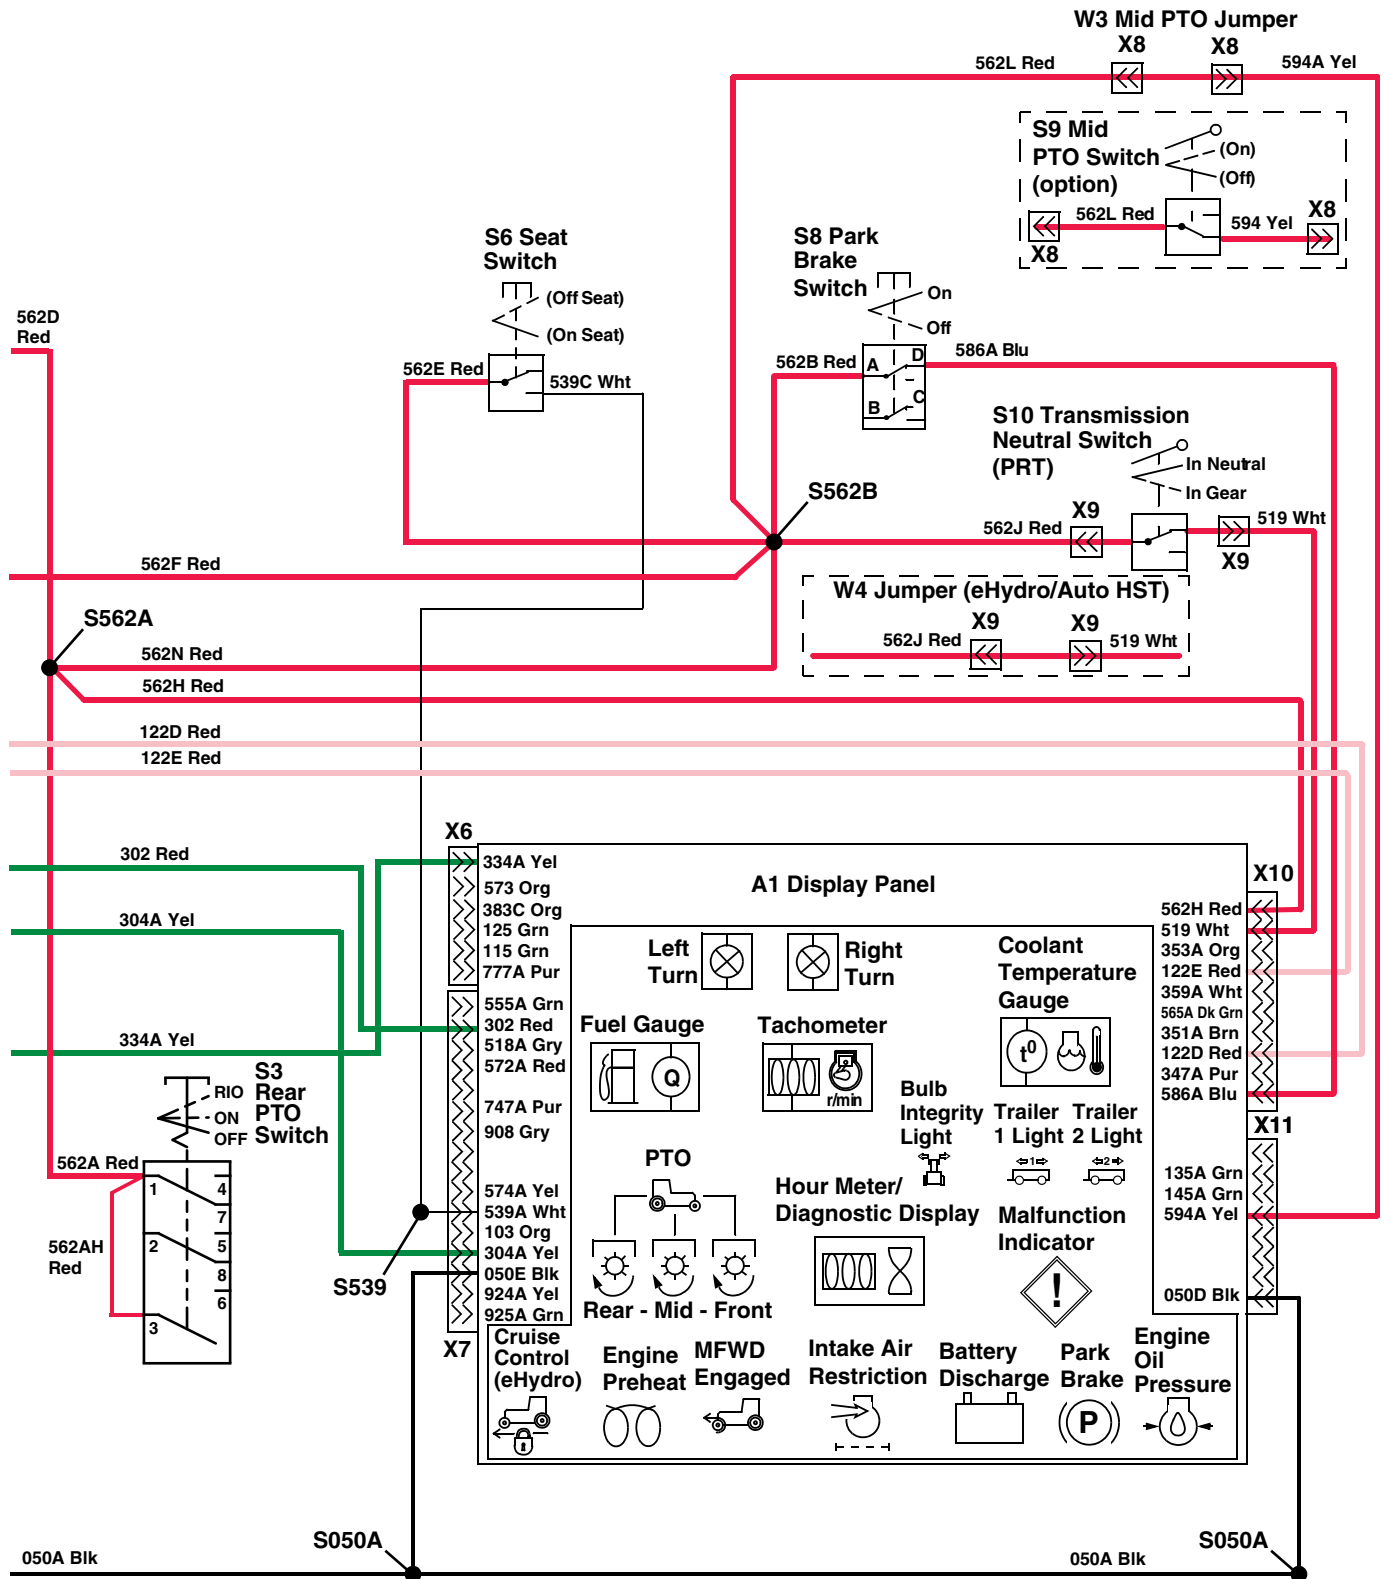 W3 Mid PTO Jumper
X8
X8
562L Red
594A Yel
S9 Mid
PTO Switch
(option)
(On)
(Off)
562L Red
594 Yel
X8
X8
S6 Seat
Switch
(Off Seat)
(On Seat)
562E Red
539C Wht
S8 Park
Brake
Switch
On
Off
562B Red
A
D
B
C
586A Blu
562D
Red
S10 Transmission
Neutral Switch
(PRT)
In Neutral
In Gear
S562B
562J Red
X9
519 Wht
X9
562F Red
W4 Jumper (eHydro/Auto HST)
X9
X9
562J Red
519 Wht
S562A
562N Red
562H Red
122D Red
122E Red
302 Red
304A Yel
334A Yel
S3
Rear
PTO
Switch
RIO
ON
OFF
562A Red
562AH
Red
1
4
7
2
5
8
6
3
S539
X6
334A Yel
573 Org
383C Org
125 Grn
115 Grn
777A Pur
555A Grn
302 Red
518A Gry
572A Red
747A Pur
908 Gry
574A Yel
539A Wht
103 Org
304A Yel
050E Blk
924A Yel
925A Grn
X7
A1 Display Panel
Left
Turn
Right
Turn
Coolant
Temperature
Gauge
t0
Fuel Gauge
Q
Tachometer
r/min
Bulb
Integrity
Light
Trailer
1 Light
1
Trailer
2 Light
2
PTO
Rear - Mid - Front
Hour Meter/
Diagnostic Display
Malfunction
Indicator
!
X10
562H Red
519 Wht
353A Org
122E Red
359A Wht
565A Dk Grn
351A Brn
122D Red
347A Pur
586A Blu
X11
135A Grn
145A Grn
594A Yel
050D Blk
Cruise
Control
(eHydro)
Engine
Preheat
MFWD
Engaged
Intake Air
Restriction
Battery
Discharge
Park
Brake
P
Engine
Oil
Pressure
050A Blk
S050A
050A Blk
S050A